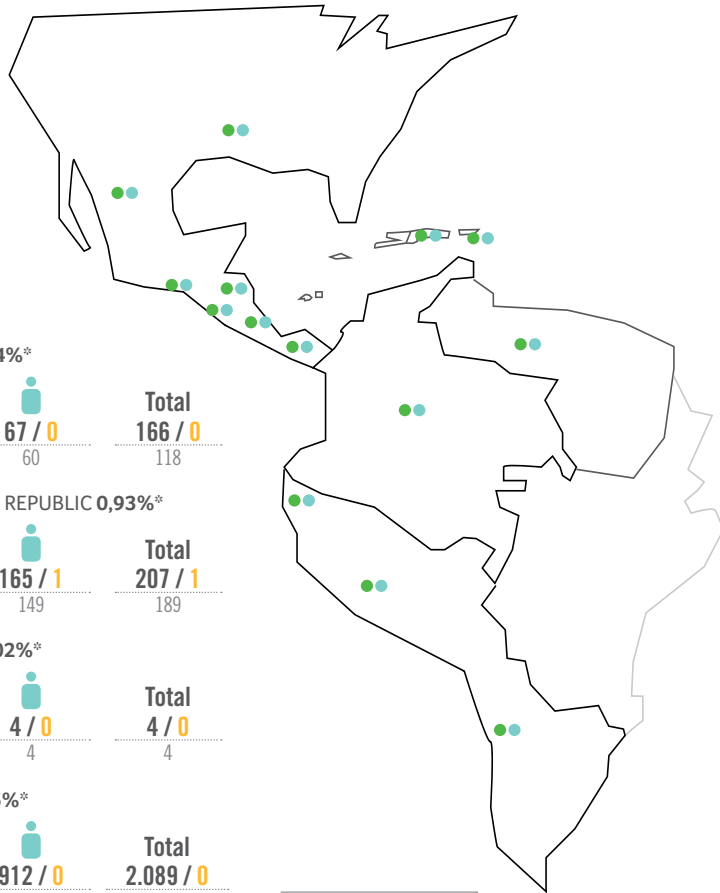 4%*
Total
67 / 0 166 / 0
60 118
REPUBLIC 0,93%*
Total
165 / 1 207 / 1
149 189
02%*
Total
4 / 0 4 / 0
4 4
%*
Total
912 / 0 2.089 / 0